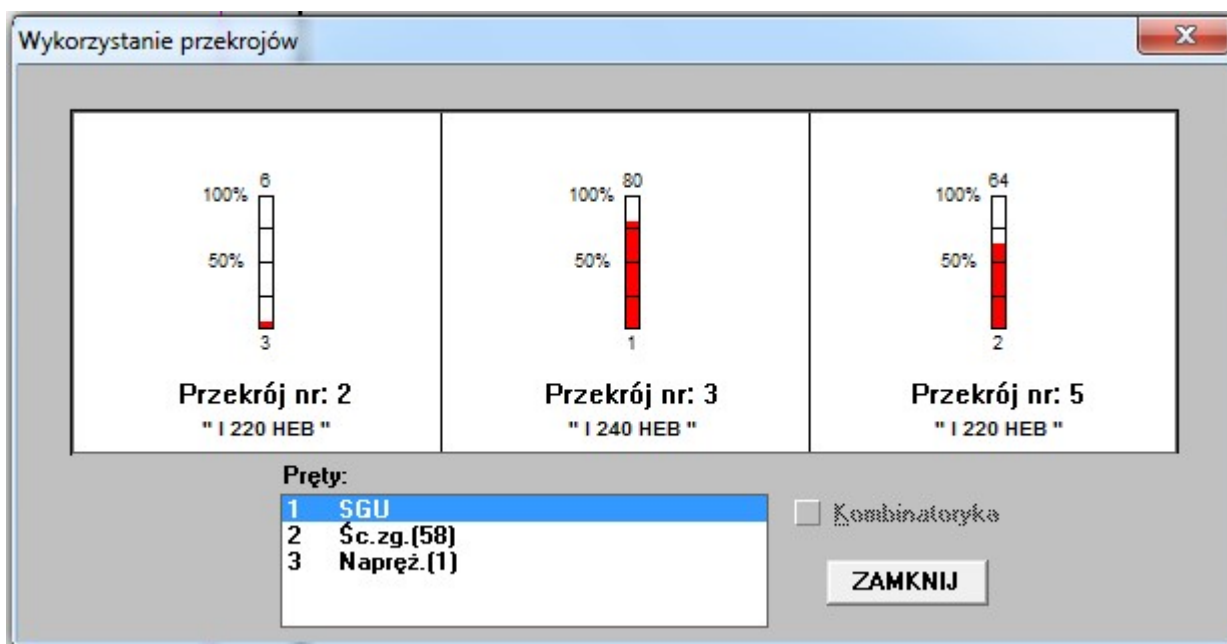 Wykorzystanie przekrojów
6
100%
50%
3
Przekrój nr: 2
" I 220 HEB "
80
100%
50%
1
Przekrój nr: 3
" I 240 HEB "
64
100%
50%
2
Przekrój nr: 5
" I 220 HEB "
Pręty:
1 SGU
2 Śc.zg.(58)
3 Napręż.(1)
Kombinatoryka
ZAMKNIJ